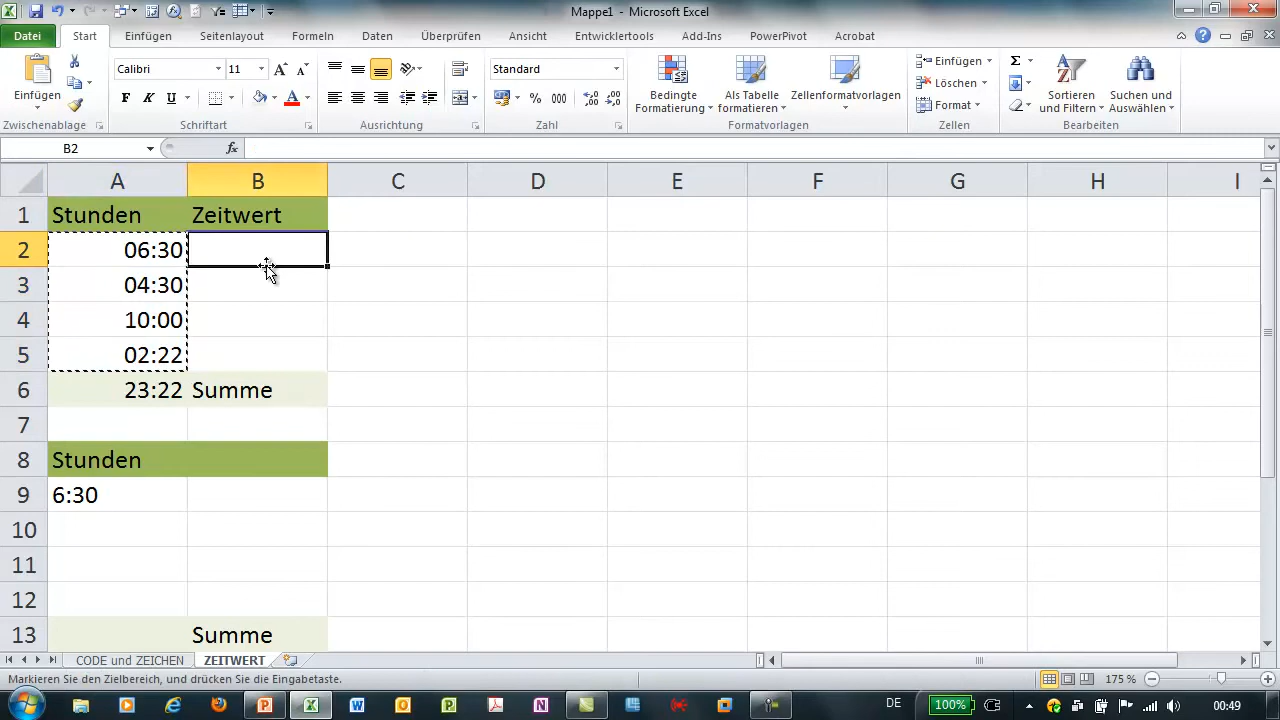 Mappe1 - Microsoft Excel
Datei Start Einfügen Seitenlayout Formeln Daten Überprüfen Ansicht Entwicklertools Add-Ins PowerPivot Acrobat
Einfügen
Calibri 11
F K U
Standard
% 000
Bedingte Formatierung
Als Tabelle formatieren
Zellenformatvorlagen
Einfügen
Löschen
Format
Sortieren und Filtern
Suchen und Auswählen
Zwischenablage Schriftart Ausrichtung Zahl Formatvorlagen Zellen Bearbeiten
B2 fx
A B C D E F G H I
1 Stunden Zeitwert
2 06:30
3 04:30
4 10:00
5 02:22
6 23:22 Summe
7
8 Stunden
9 6:30
10
11
12
13 Summe
CODE und ZEICHEN ZEITWERT
Markieren Sie den Zielbereich, und drücken Sie die Eingabetaste. 175 %
DE 100% 00:49